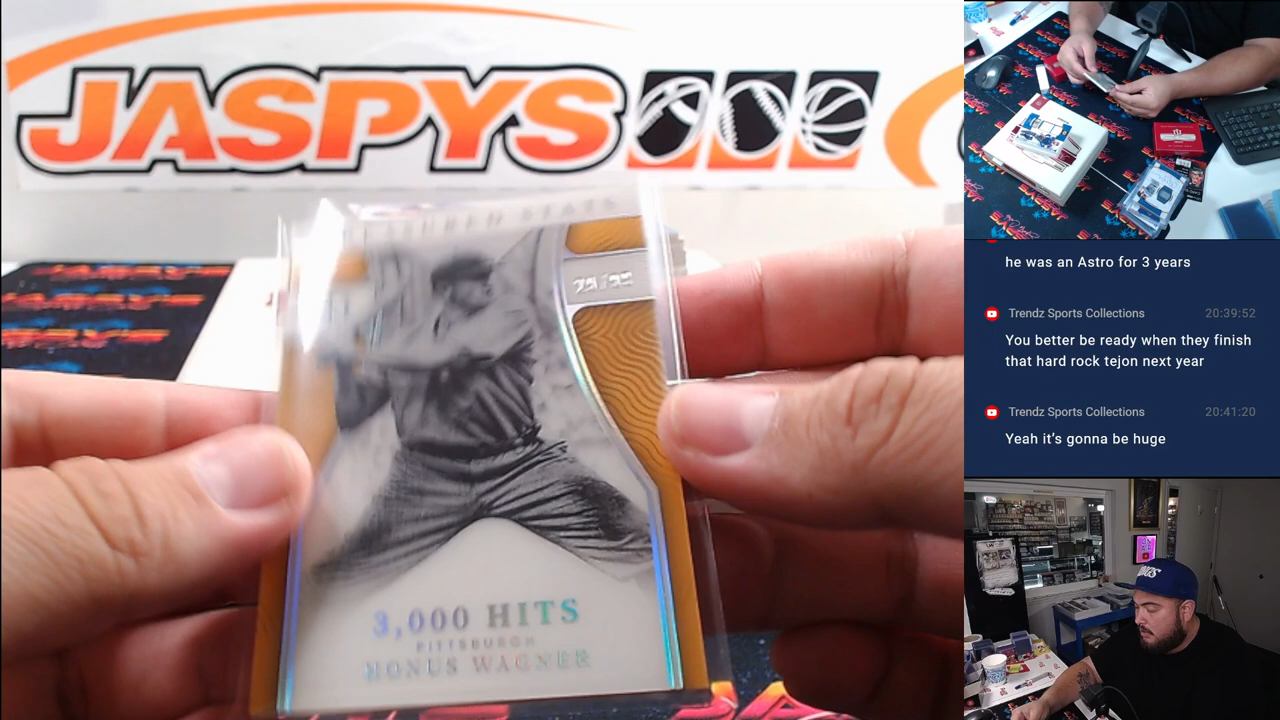 JASPYS
3,000 HITS
PITTSBURGH
HONUS WAGNER
he was an Astro for 3 years
Trendz Sports Collections 20:39:52
You better be ready when they finish
that hard rock tejon next year
Trendz Sports Collections 20:41:20
Yeah it's gonna be huge